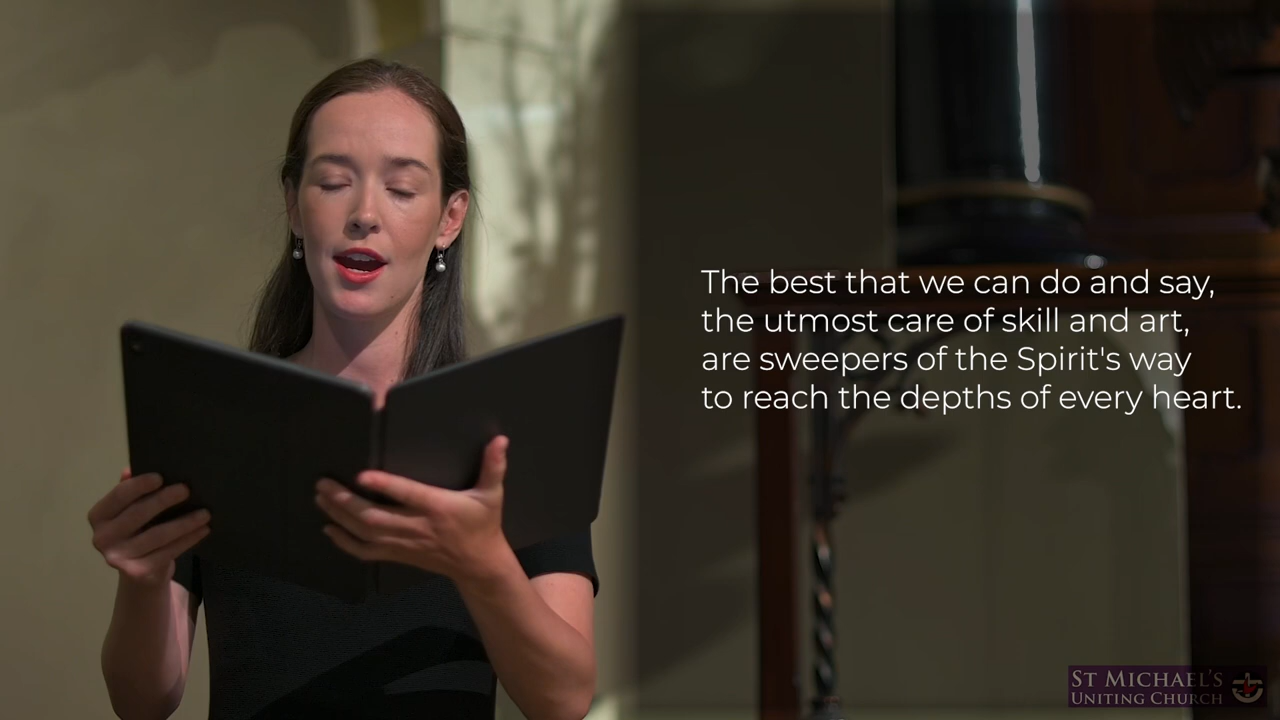 The best that we can do and say,
the utmost care of skill and art,
are sweepers of the Spirit's way
to reach the depths of every heart.
ST MICHAEL'S
UNITING CHURCH